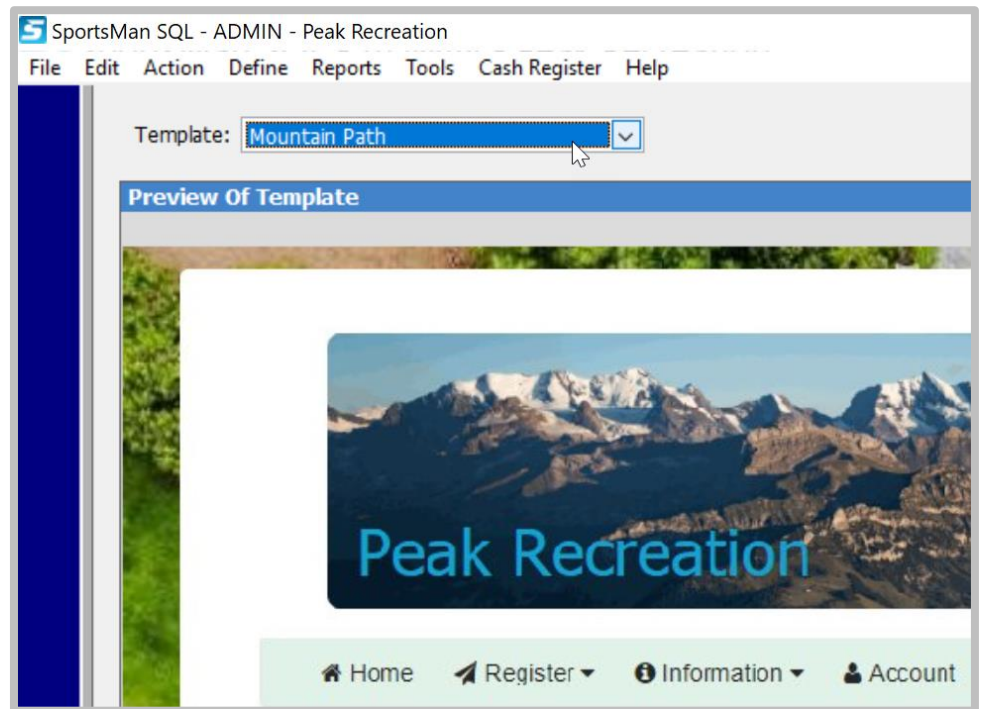 SportsMan SQL - ADMIN - Peak Recreation
File Edit Action Define Reports Tools Cash Register Help
Template: Mountain Path
Preview Of Template
Peak Recreation
Home Register Information Account